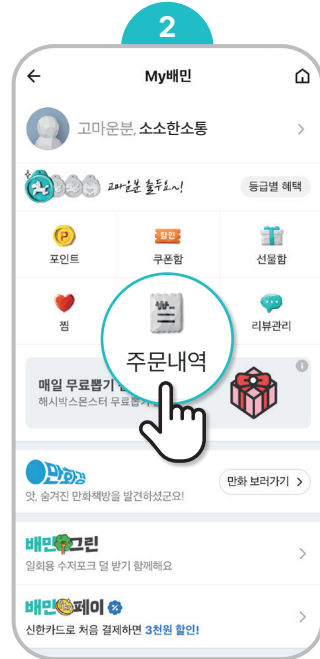 2
My배민
고마운분, 소소한소통
고마운분 출두요~!
등급별 혜택
포인트
할인
쿠폰함
선물함
찜
주문내역
리뷰관리
매일 무료뽑기
해시박스몬스터 무료뽑기
만화경
앗, 숨겨진 만화책방을 발견하셨군요!
만화 보러가기 >
배민그린
일회용 수저포크 덜 받기 함께해요
배민페이
신한카드로 처음 결제하면 3천원 할인!